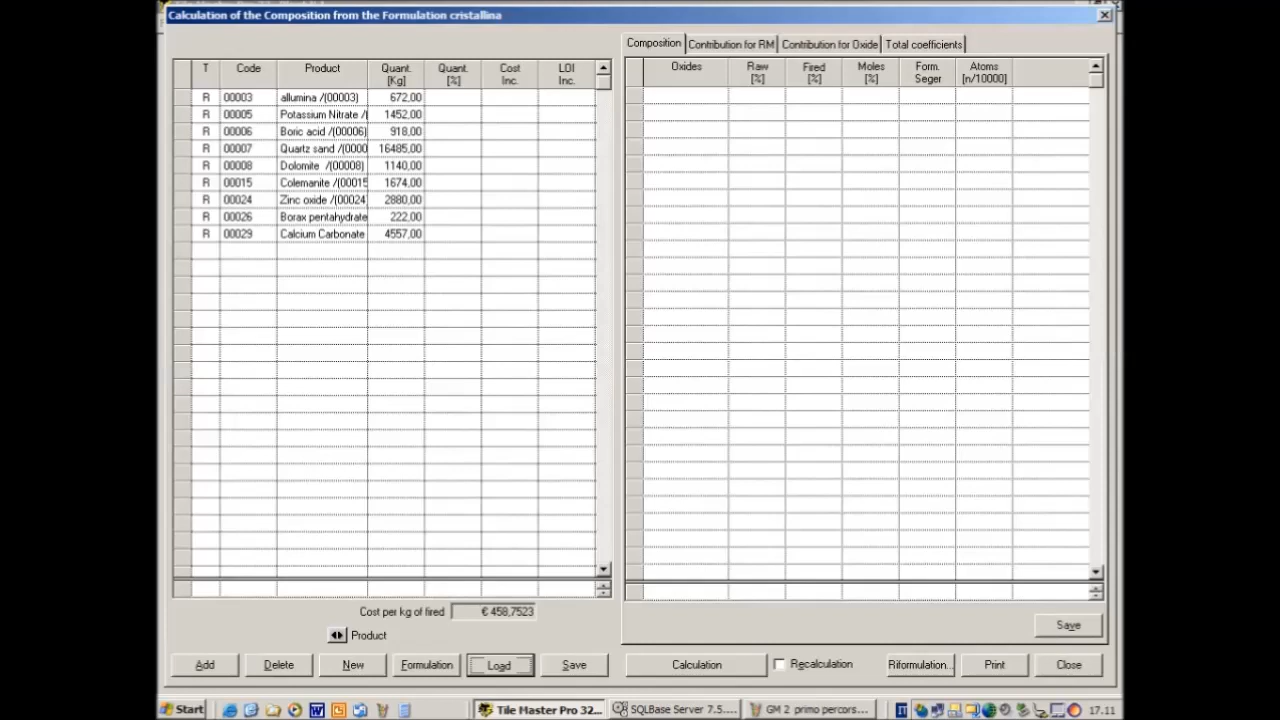 Calculation of the Composition from the Formulation cristallina
Composition Contribution for RM Contribution for Oxide Total coefficients
T Code Product Quant. [Kg] Quant. [%] Cost Inc. LOI Inc.
Oxides Raw [%] Fired [%] Moles [%] Form. Seger Atoms [n/10000]
R 00003 allumina /(00003) 672,00
R 00005 Potassium Nitrate /( 1452,00
R 00006 Boric acid /(00006) 918,00
R 00007 Quartz sand /(0000 16485,00
R 00008 Dolomite /(00008) 1140,00
R 00015 Colemanite /(00015 1674,00
R 00024 Zinc oxide /(00024 2880,00
R 00026 Borax pentahydrate 222,00
R 00029 Calcium Carbonate 4557,00
Cost per kg of fired € 458,7523
Product
Save
Add Delete New Formulation Load Save Calculation Recalculation Riformulation... Print Close
Start Tile Master Pro 32... SQLBase Server 7.5.... GM 2 primo percors... IT 17.11